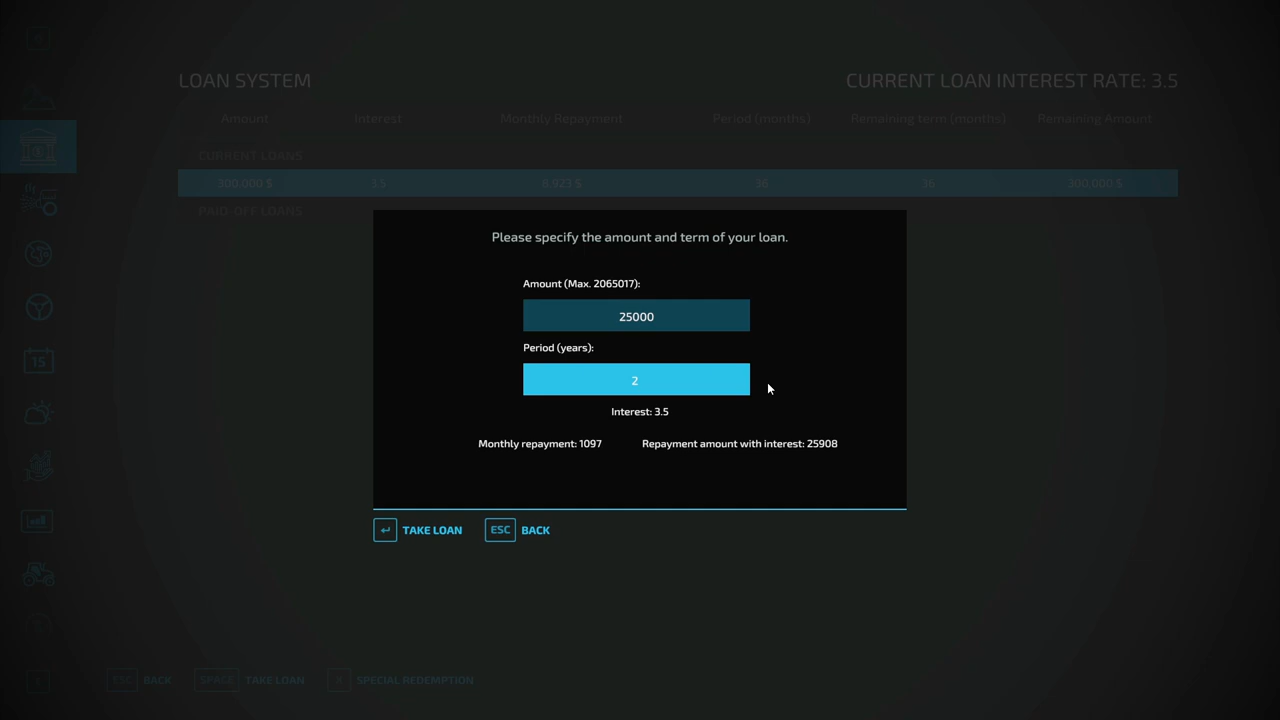 LOAN SYSTEM
CURRENT LOAN INTEREST RATE: 3.5
Amount Interest Monthly Repayment Period (months) Remaining term (months) Remaining Amount
CURRENT LOANS
300.000 $ 3.5 8,923 $ 36 36 300.000 $
PAID-OFF LOANS
Please specify the amount and term of your loan.
Amount (Max. 2065017):
25000
Period (years):
2
Interest: 3.5
Monthly repayment: 1097 Repayment amount with interest: 25908
TAKE LOAN ESC BACK
15
ESC BACK SPACE TAKE LOAN X SPECIAL REDEMPTION